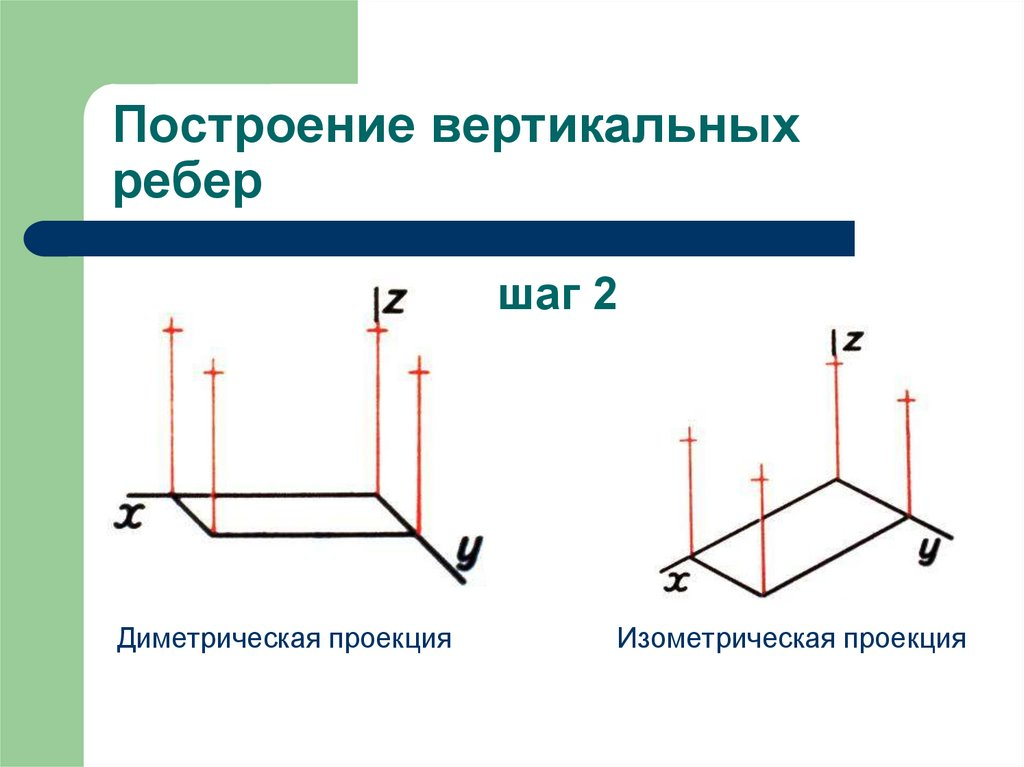 Построение вертикальных
ребер
шаг 2
z
z
x
y
x
y
Диметрическая проекция
Изометрическая проекция